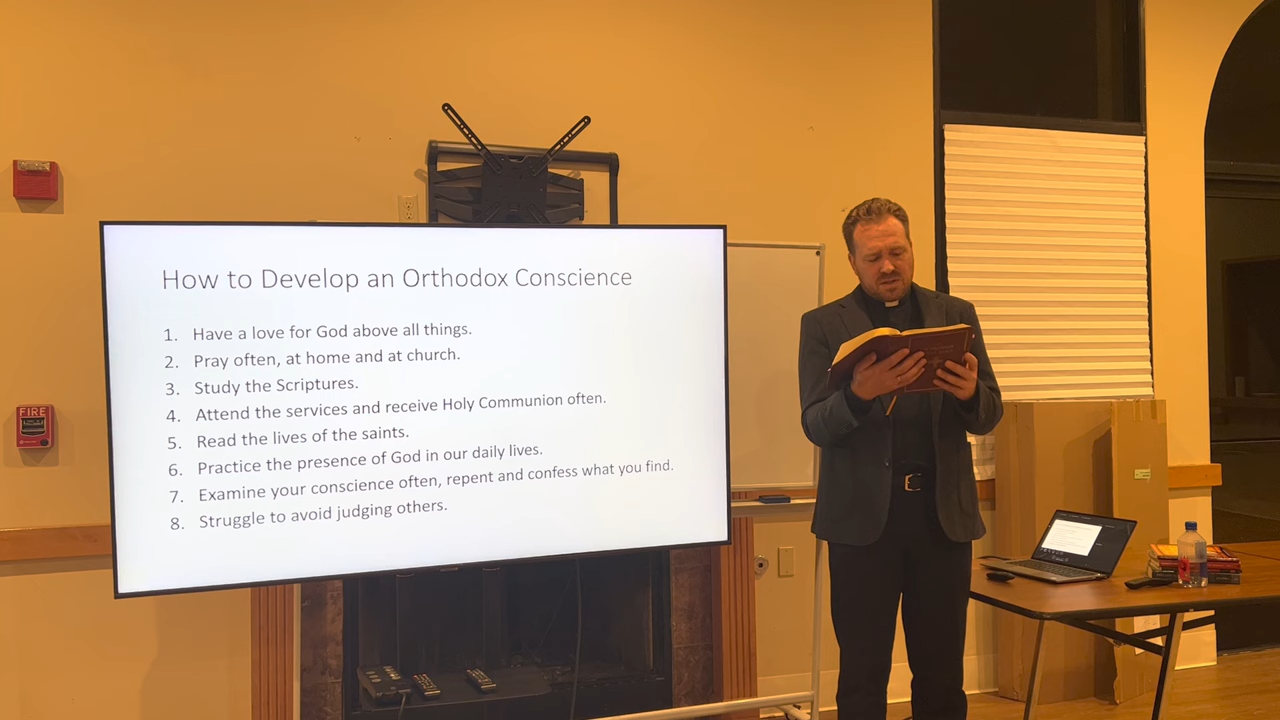 FIRE
How to Develop an Orthodox Conscience
1. Have a love for God above all things.
2. Pray often, at home and at church.
3. Study the Scriptures.
4. Attend the services and receive Holy Communion often.
5. Read the lives of the saints.
6. Practice the presence of God in our daily lives.
7. Examine your conscience often, repent and confess what you find.
8. Struggle to avoid judging others.